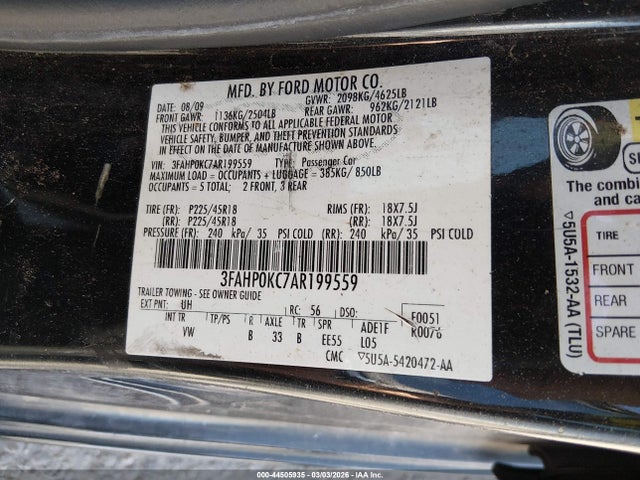 MFD. BY FORD MOTOR CO.
DATE: 08/09 GVWR: 2098KG/4625LB
FRONT GAWR: 1136KG/2504LB REAR GAWR: 962KG/2121LB
THIS VEHICLE CONFORMS TO ALL APPLICABLE FEDERAL MOTOR
VEHICLE SAFETY, BUMPER, AND THEFT PREVENTION STANDARDS
IN EFFECT ON THE DATE OF MANUFACTURE SHOWN ABOVE.
VIN: 3FAHP0KC7AR199559 TYPE: Passenger Car
MAXIMUM LOAD = OCCUPANTS + LUGGAGE = 385KG/850LB
OCCUPANTS = 5 TOTAL: 2 FRONT, 3 REAR
TIRE (FR): P225/45R18 RIMS (FR): 18X7.5J
(RR): P225/45R18 (RR): 18X7.5J
PRESSURE (FR): 240 kPa/ 35 PSI COLD (RR): 240 kPa/ 35 PSI COLD
3FAHP0KC7AR199559
TRAILER TOWING - SEE OWNER GUIDE
EXT PNT: UH RC: 56 DSO: F0051
INT TR TP/PS R AXLE TR SPR ADE1F R0076
VW B 33 B EE55 L05
CMC ▽5U5A-5420472-AA
The combin
and ca
TIRE
FRONT
REAR
SPARE
▽5U5A-1532-AA (TLU)
000-44505935 - 03/03/2026 - IAA Inc.